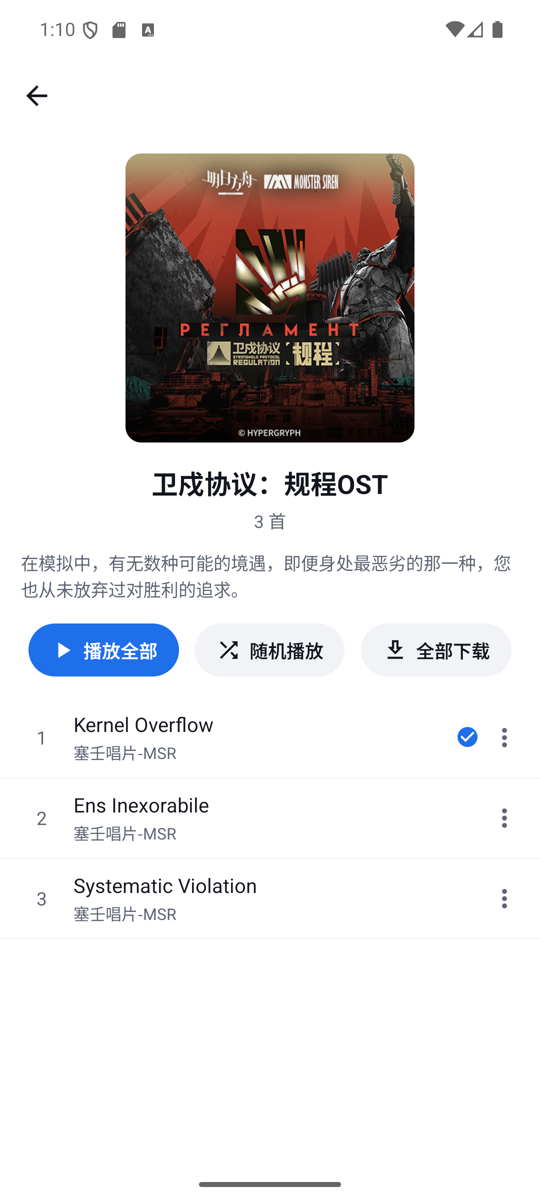 1:10
A
明日方舟
MONSTER SIREN
РЕГЛАМЕНТ
卫戍协议
STRONGHOLD PROTOCOL
REGULATION
[规程]
© HYPERGRYPH
卫戍协议：规程OST
3 首
在模拟中，有无数种可能的境遇，即便身处最恶劣的那一种，您
也从未放弃过对胜利的追求。
播放全部
随机播放
全部下载
1
Kernel Overflow
塞壬唱片-MSR
2
Ens Inexorabile
塞壬唱片-MSR
3
Systematic Violation
塞壬唱片-MSR